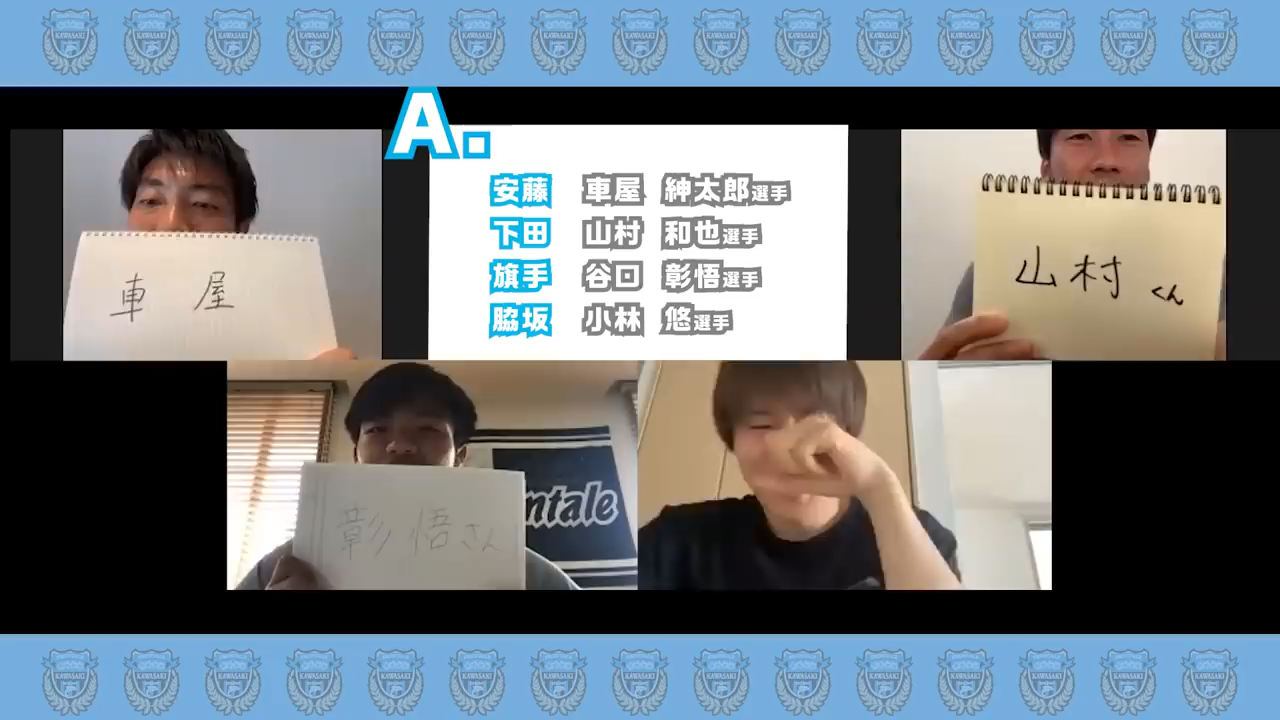 A.
安藤 車屋 紳太郎選手
下田 山村 和也選手
旗手 谷口 彰悟選手
脇坂 小林 悠選手
車屋
山村くん
彰悟さん
ntale
KAWASAKI